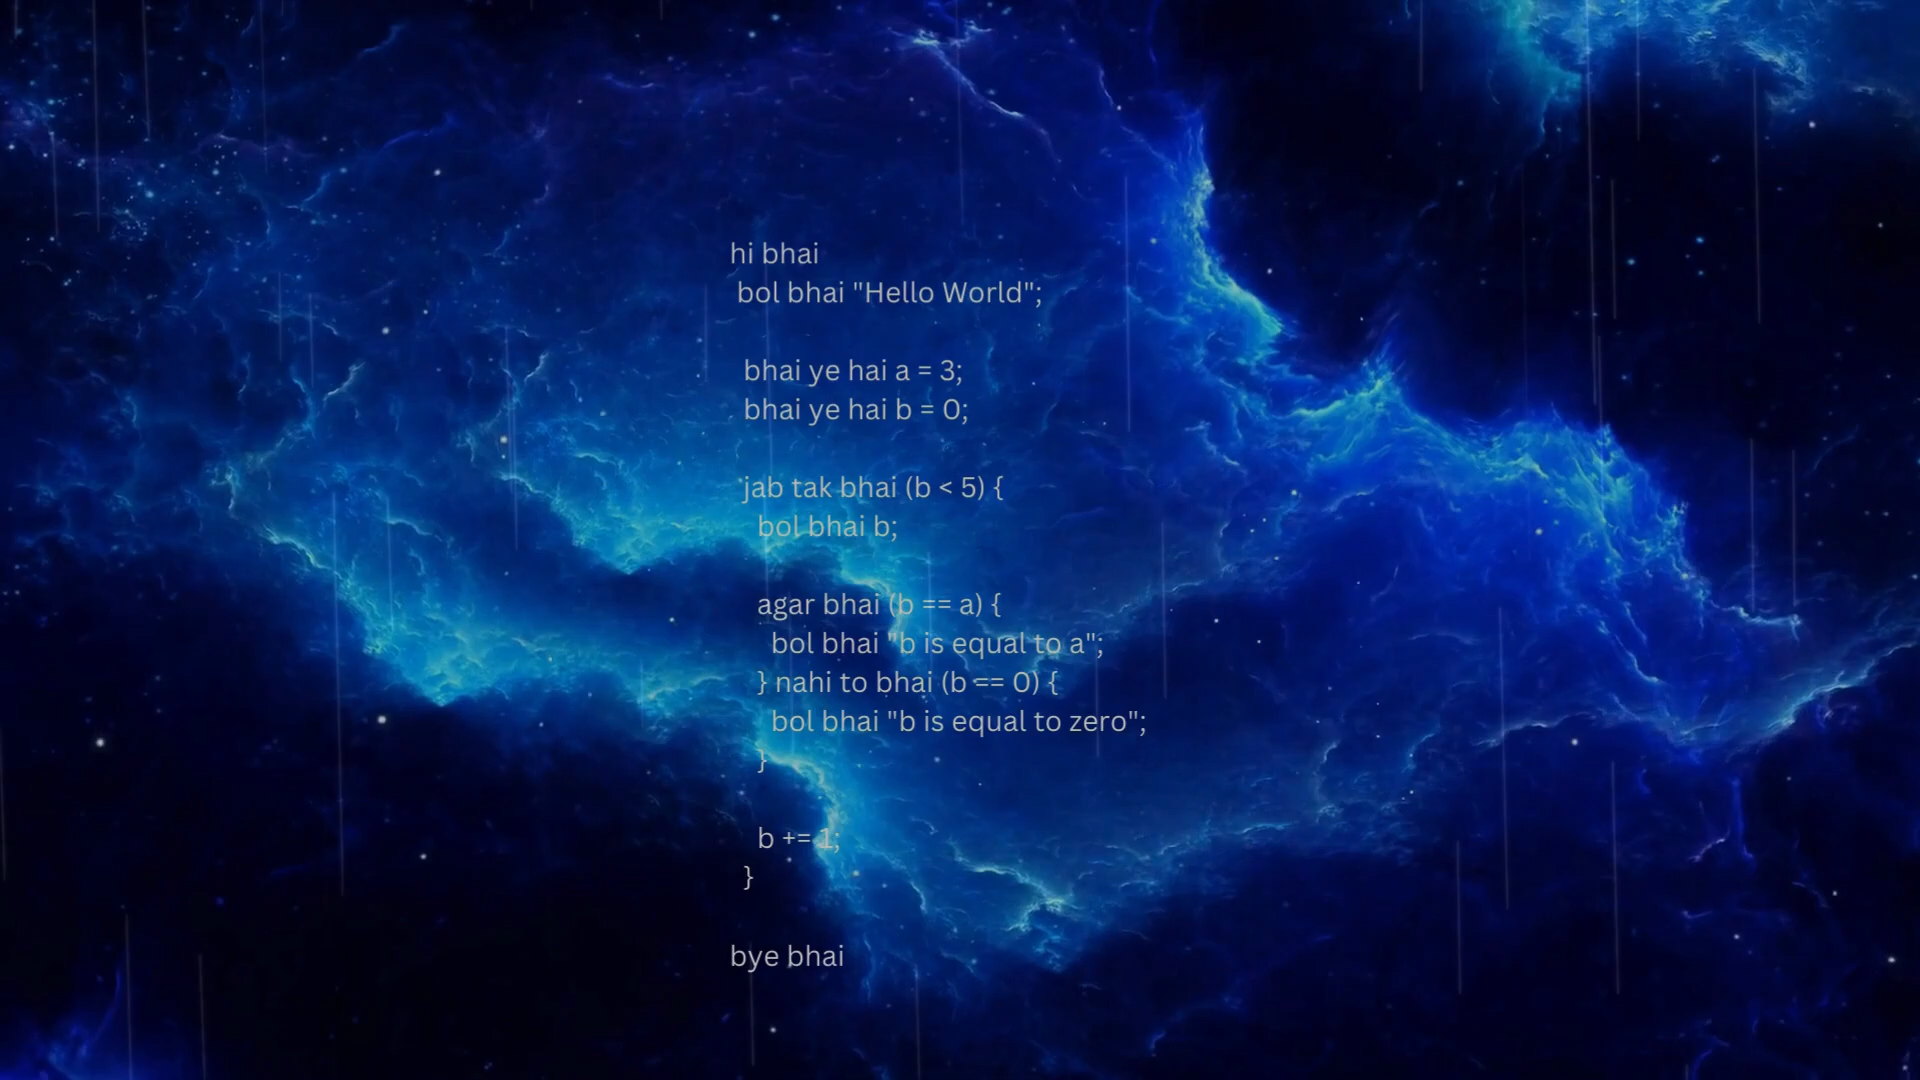 hi bhai
bol bhai "Hello World";
bhai ye hai a = 3;
bhai ye hai b = 0;
jab tak bhai (b < 5) {
bol bhai b;
agar bhai (b == a) {
bol bhai "b is equal to a";
} nahi to bhai (b == 0) {
bol bhai "b is equal to zero";
}
b += 1;
}
bye bhai